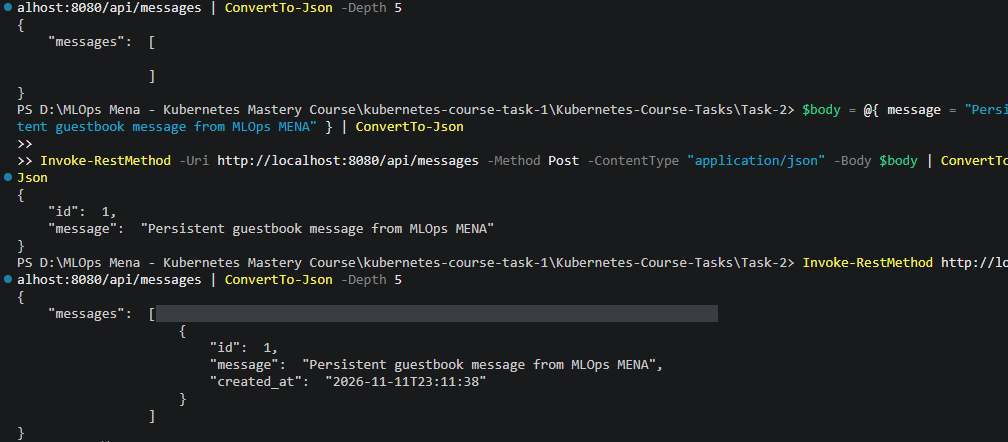 alhost:8080/api/messages | ConvertTo-Json -Depth 5
{
    "messages":  [

                 ]
}
PS D:\MLOps Mena - Kubernetes Mastery Course\kubernetes-course-task-1\Kubernetes-Course-Tasks\Task-2> $body = @{ message = "Persis
tent guestbook message from MLOps MENA" } | ConvertTo-Json
>>
>> Invoke-RestMethod -Uri http://localhost:8080/api/messages -Method Post -ContentType "application/json" -Body $body | ConvertTo-
Json
{
    "id":  1,
    "message":  "Persistent guestbook message from MLOps MENA"
}
PS D:\MLOps Mena - Kubernetes Mastery Course\kubernetes-course-task-1\Kubernetes-Course-Tasks\Task-2> Invoke-RestMethod http://loc
alhost:8080/api/messages | ConvertTo-Json -Depth 5
{
    "messages":  [
                     {
                         "id":  1,
                         "message":  "Persistent guestbook message from MLOps MENA",
                         "created_at":  "2026-11-11T23:11:38"
                     }
                 ]
}